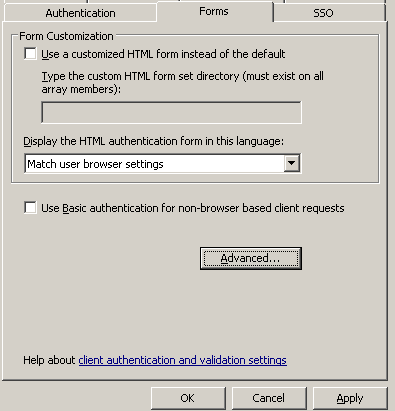 Authentication
Forms
SSO
Form Customization
Use a customized HTML form instead of the default
Type the custom HTML form set directory (must exist on all
array members):
Display the HTML authentication form in this language:
Match user browser settings
Use Basic authentication for non-browser based client requests
Advanced...
Help about client authentication and validation settings
OK
Cancel
Apply